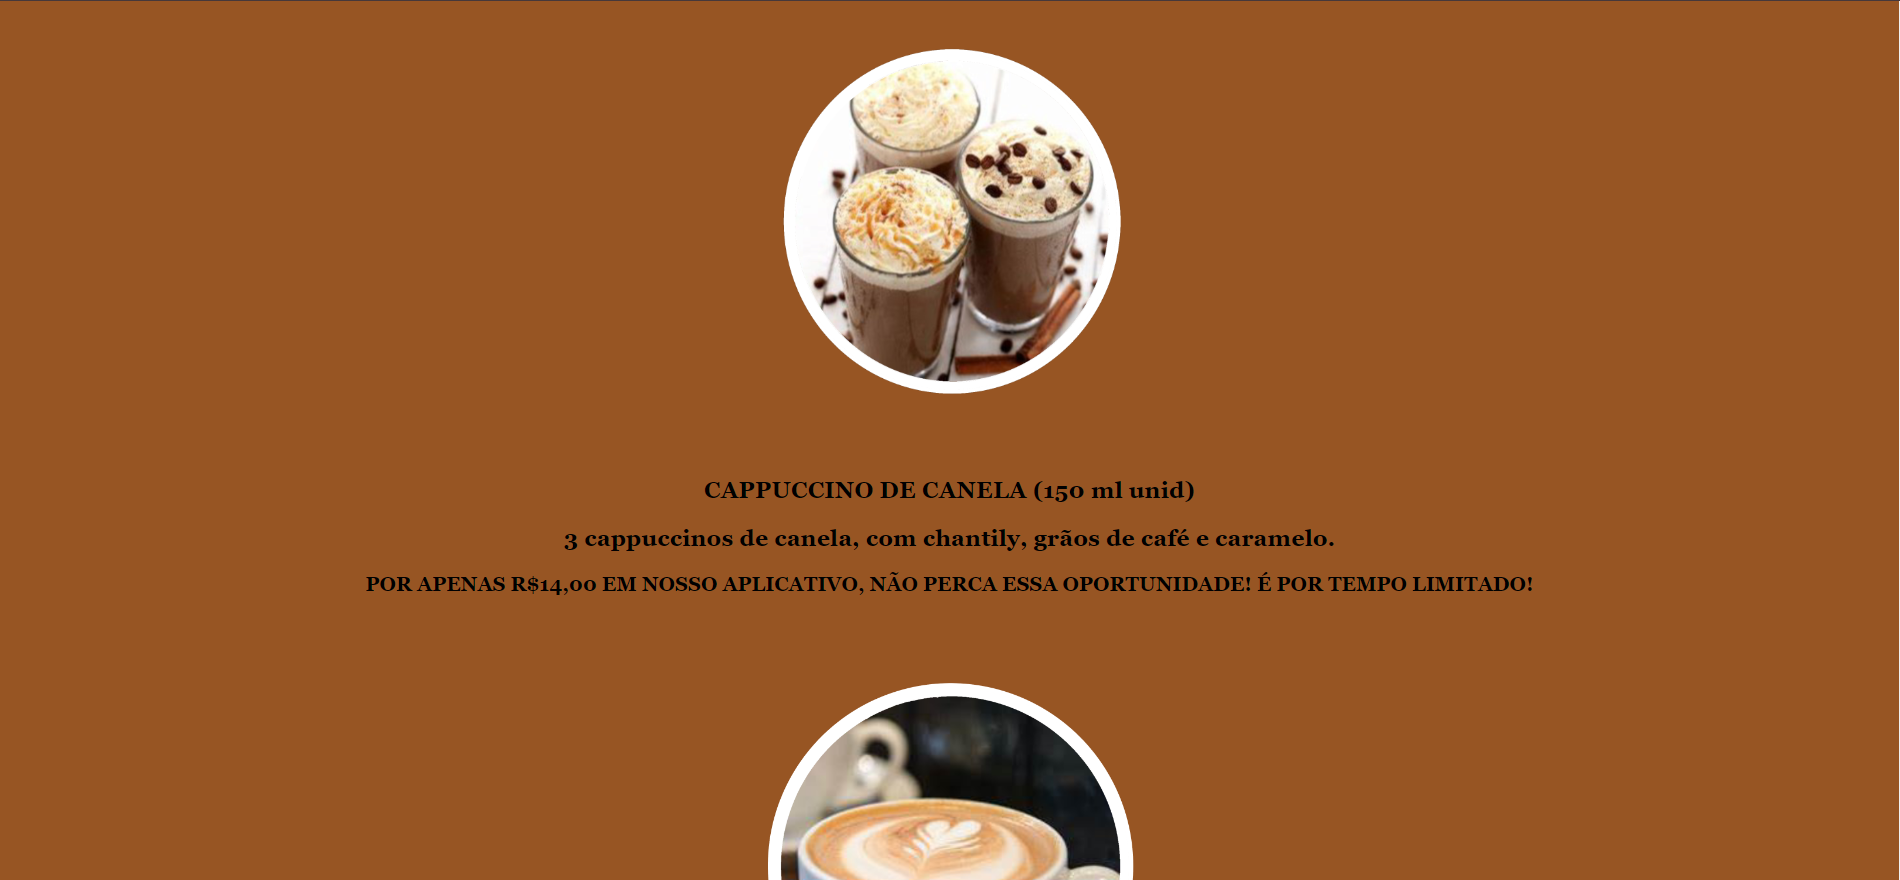 CAPPUCCINO DE CANELA (150 ml unid)
3 cappuccinos de canela, com chantily, grãos de café e caramelo.
POR APENAS R$14,00 EM NOSSO APLICATIVO, NÃO PERCA ESSA OPORTUNIDADE! É POR TEMPO LIMITADO!